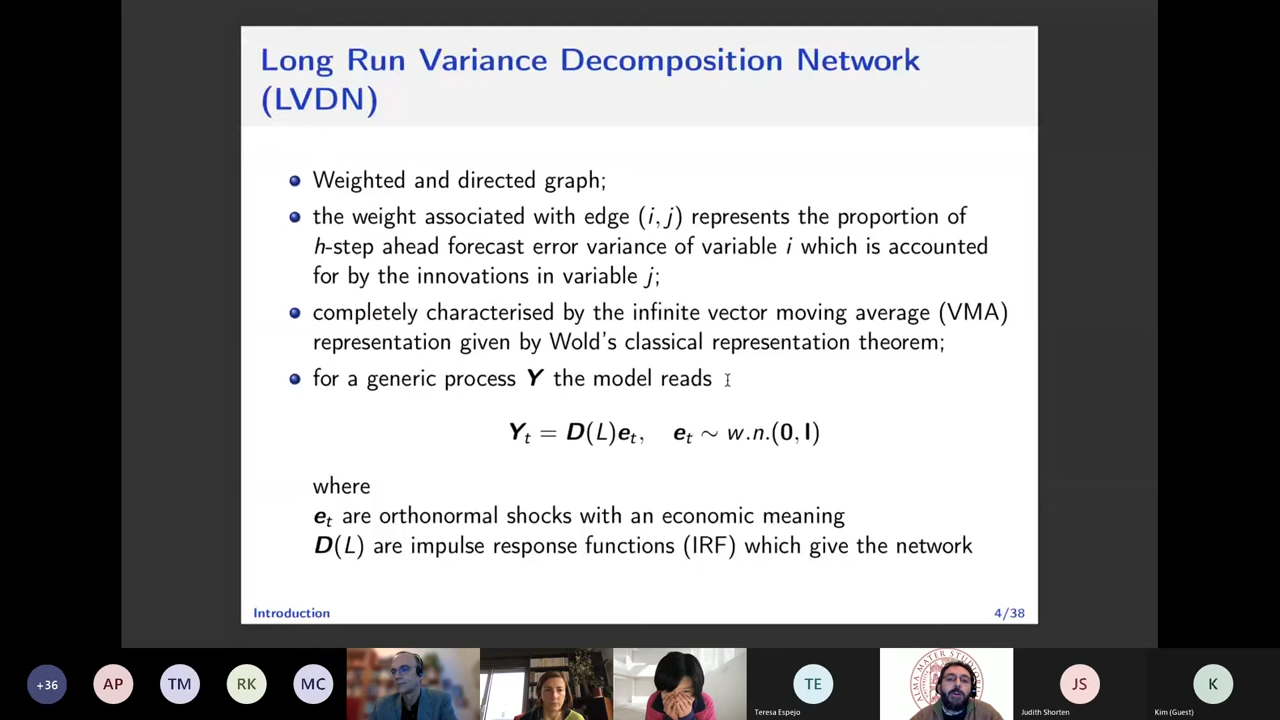 Long Run Variance Decomposition Network
(LVDN)
Weighted and directed graph;
the weight associated with edge (i, j) represents the proportion of
h-step ahead forecast error variance of variable i which is accounted
for by the innovations in variable j;
completely characterised by the infinite vector moving average (VMA)
representation given by Wold's classical representation theorem;
for a generic process Y the model reads
Yt = D(L)et, et ∼ w.n.(0, I)
where
et are orthonormal shocks with an economic meaning
D(L) are impulse response functions (IRF) which give the network
Introduction
4/38
+36
AP
TM
RK
MC
TE
JS
K
Teresa Espejo
Judith Shorten
Kim (Guest)